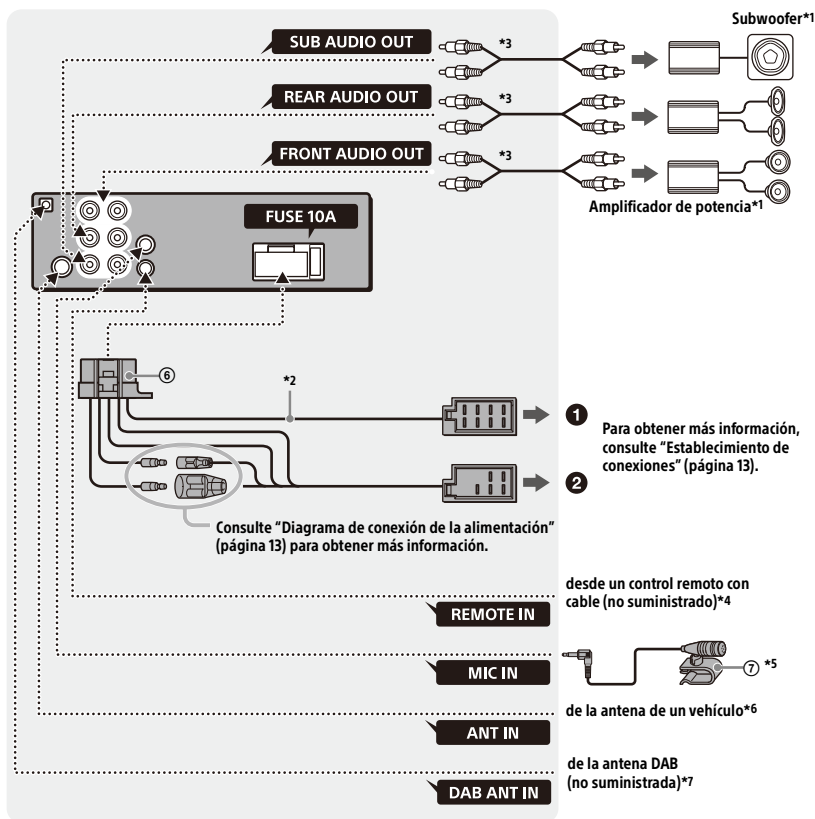 Subwoofer*1
SUB AUDIO OUT
*3
REAR AUDIO OUT
*3
FRONT AUDIO OUT
*3
Amplificador de potencia*1
FUSE 10A
⑥
*2
❶
Para obtener más información,
consulte “Establecimiento de
conexiones” (página 13).
❷
Consulte “Diagrama de conexión de la alimentación”
(página 13) para obtener más información.
desde un control remoto con
cable (no suministrado)*4
REMOTE IN
⑦ *5
MIC IN
de la antena de un vehículo*6
ANT IN
de la antena DAB
(no suministrada)*7
DAB ANT IN